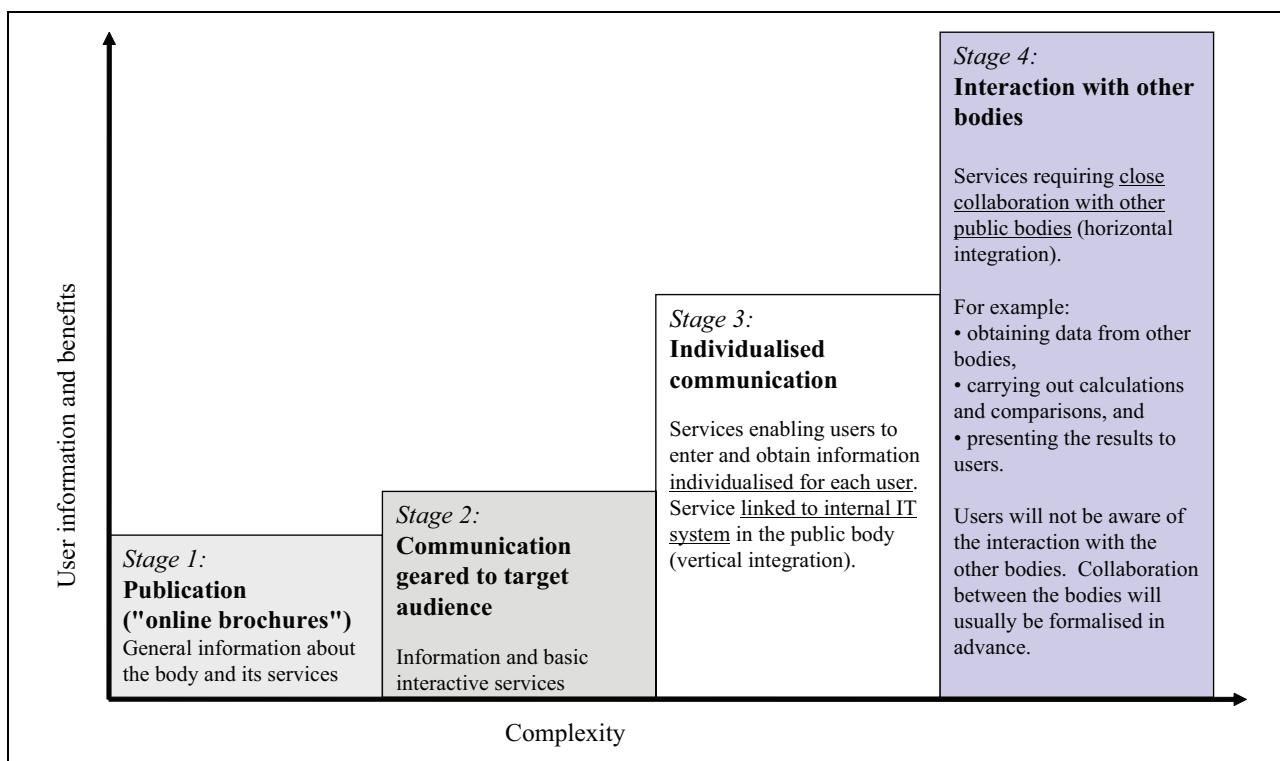 User information and benefits
Stage 1:
Publication
("online brochures")
General information about
the body and its services
Stage 2:
Communication
geared to target
audience
Information and basic
interactive services
Stage 3:
Individualised
communication
Services enabling users to
enter and obtain information
individualised for each user.
Service linked to internal IT
system in the public body
(vertical integration).
Stage 4:
Interaction with other
bodies
Services requiring close
collaboration with other
public bodies (horizontal
integration).
For example:
• obtaining data from other
bodies,
• carrying out calculations
and comparisons, and
• presenting the results to
users.
Users will not be aware of
the interaction with the
other bodies.  Collaboration
between the bodies will
usually be formalised in
advance.
Complexity